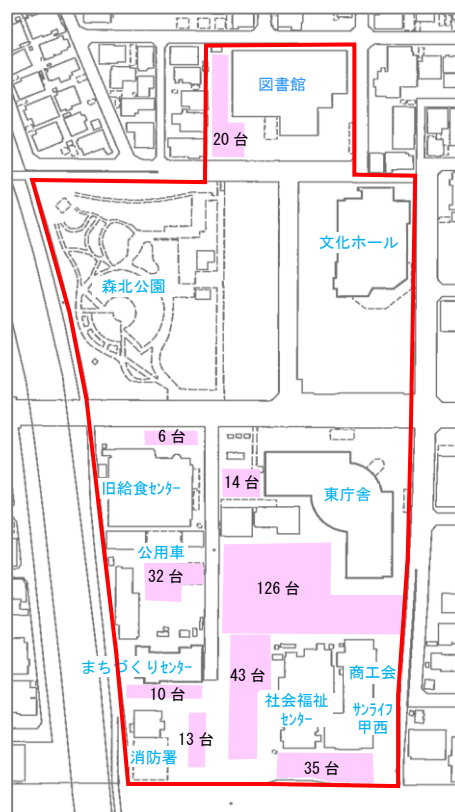 図書館
20 台
文化ホール
森北公園
6 台
旧給食ｾﾝﾀｰ
14 台
東庁舎
公用車
32 台
126 台
まちづくりｾﾝﾀｰ
10 台
43 台
商工会
社会福祉
ｾﾝﾀｰ
ｻﾝﾗｲﾌ
甲西
13 台
消防署
35 台